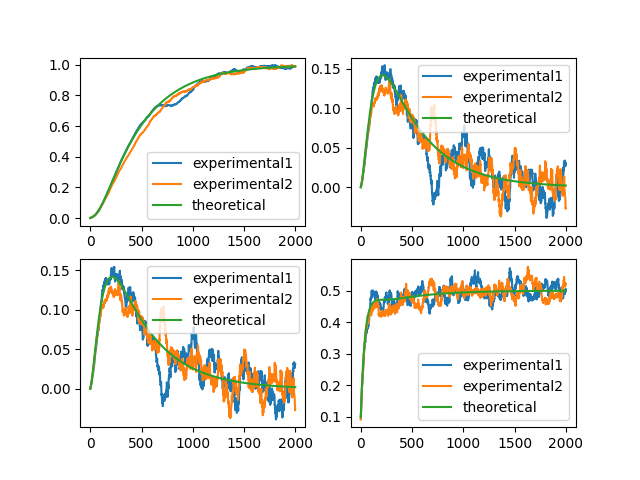 1.0
0.8
0.6
0.4
0.2
0.0
experimental1
experimental2
theoretical
0 500 1000 1500 2000
0.15
0.10
0.05
0.00
experimental1
experimental2
theoretical
0 500 1000 1500 2000
0.15
0.10
0.05
0.00
experimental1
experimental2
theoretical
0 500 1000 1500 2000
0.5
0.4
0.3
0.2
0.1
experimental1
experimental2
theoretical
0 500 1000 1500 2000